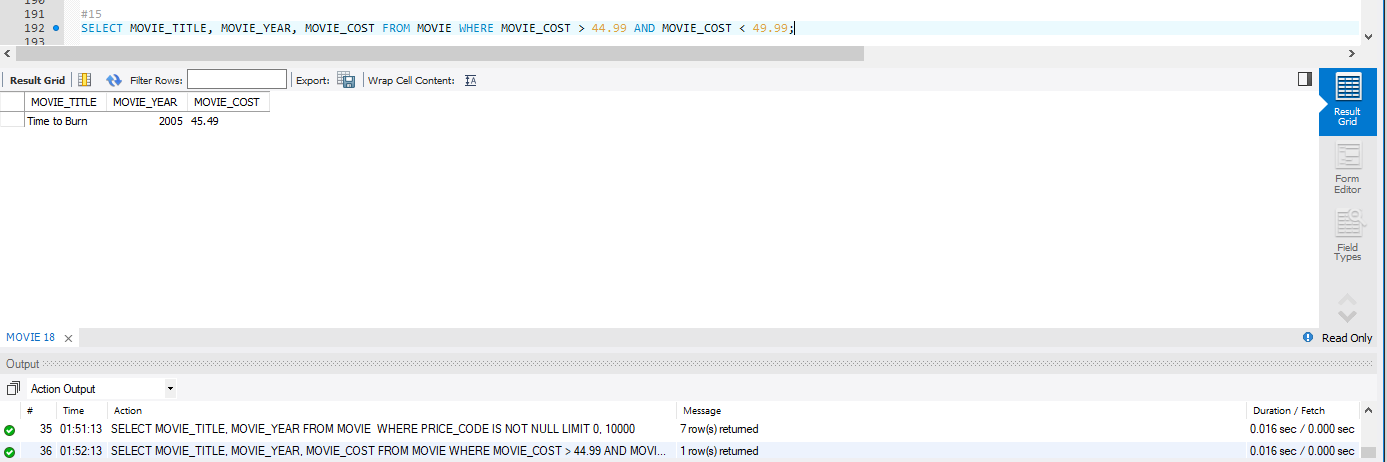 190
191 #15
192 SELECT MOVIE_TITLE, MOVIE_YEAR, MOVIE_COST FROM MOVIE WHERE MOVIE_COST > 44.99 AND MOVIE_COST < 49.99;
193
Result Grid Filter Rows: Export: Wrap Cell Content:
MOVIE_TITLE MOVIE_YEAR MOVIE_COST
Time to Burn 2005 45.49
Result
Grid
Form
Editor
Field
Types
MOVIE 18 Read Only
Output
Action Output
# Time Action Message Duration / Fetch
35 01:51:13 SELECT MOVIE_TITLE, MOVIE_YEAR FROM MOVIE WHERE PRICE_CODE IS NOT NULL LIMIT 0, 10000 7 row(s) returned 0.016 sec / 0.000 sec
36 01:52:13 SELECT MOVIE_TITLE, MOVIE_YEAR, MOVIE_COST FROM MOVIE WHERE MOVIE_COST > 44.99 AND MOVI... 1 row(s) returned 0.016 sec / 0.000 sec